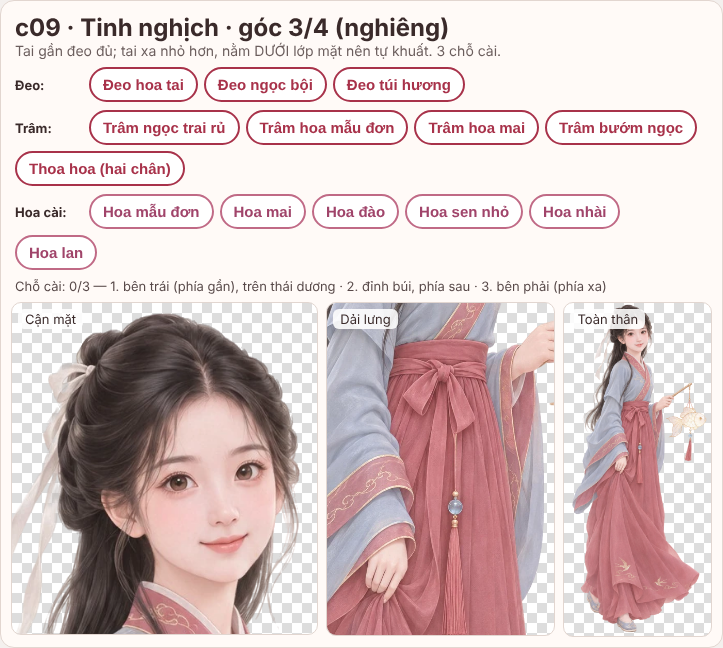 c09 · Tinh nghịch · góc 3/4 (nghiêng)
Tai gần đeo đủ; tai xa nhỏ hơn, nằm DƯỚI lớp mặt nên tự khuất. 3 chỗ cài.
Đeo: Đeo hoa tai Đeo ngọc bội Đeo túi hương
Trâm: Trâm ngọc trai rủ Trâm hoa mẫu đơn Trâm hoa mai Trâm bướm ngọc
Thoa hoa (hai chân)
Hoa cài: Hoa mẫu đơn Hoa mai Hoa đào Hoa sen nhỏ Hoa nhài
Hoa lan
Chỗ cài: 0/3 — 1. bên trái (phía gần), trên thái dương · 2. đỉnh búi, phía sau · 3. bên phải (phía xa)
Cận mặt Dải lưng Toàn thân